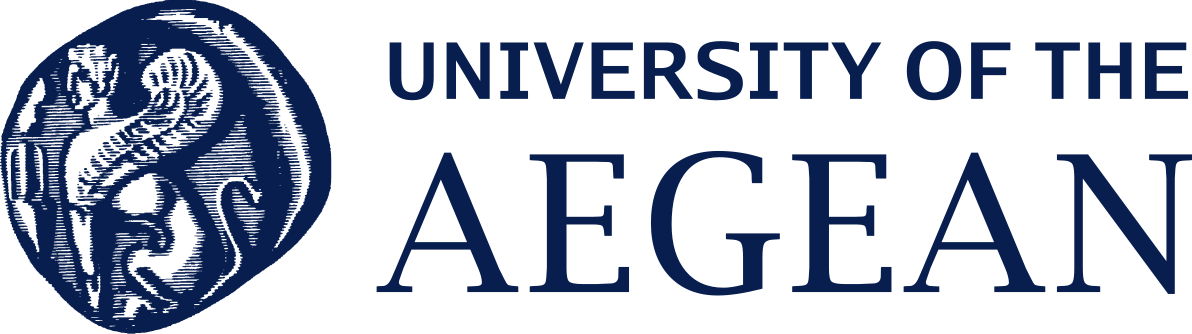 UNIVERSITY OF THE
AEGEAN